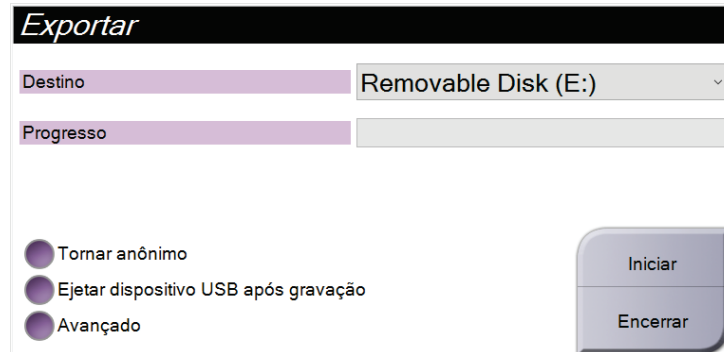 Exportar
Destino
Removable Disk (E:)
Progresso
Tornar anônimo
Ejetar dispositivo USB após gravação
Avançado
Iniciar
Encerrar